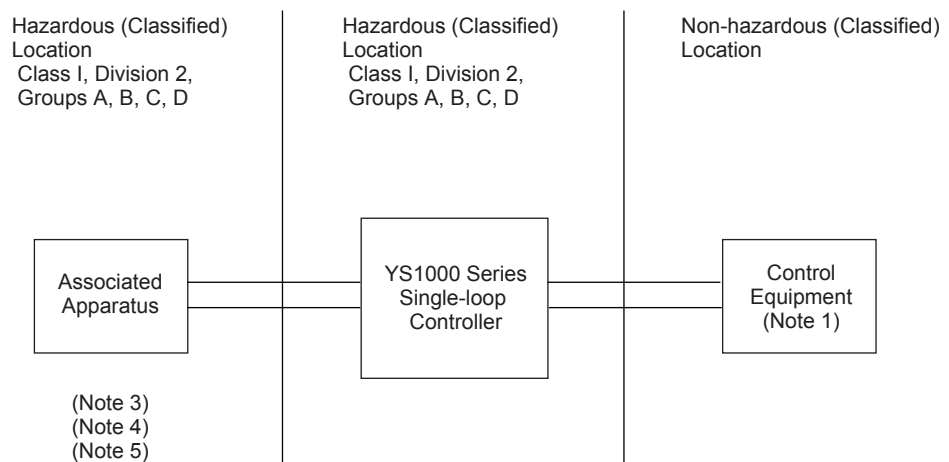 Hazardous (Classified)
Location
Class I, Division 2,
Groups A, B, C, D
Hazardous (Classified)
Location
Class I, Division 2,
Groups A, B, C, D
Non-hazardous (Classified)
Location
Associated
Apparatus
YS1000 Series
Single-loop
Controller
Control
Equipment
(Note 1)
(Note 3)
(Note 4)
(Note 5)